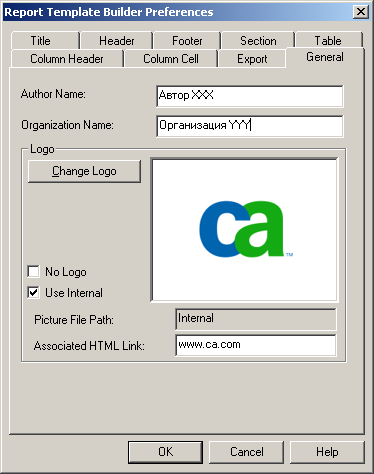 Report Template Builder Preferences
Title Header Footer Section Table
Column Header Column Cell Export General
Author Name: Автор XXX
Organization Name: Организация YYY
Logo
Change Logo
ca™
No Logo
Use Internal
Picture File Path: Internal
Associated HTML Link: www.ca.com
OK Cancel Help